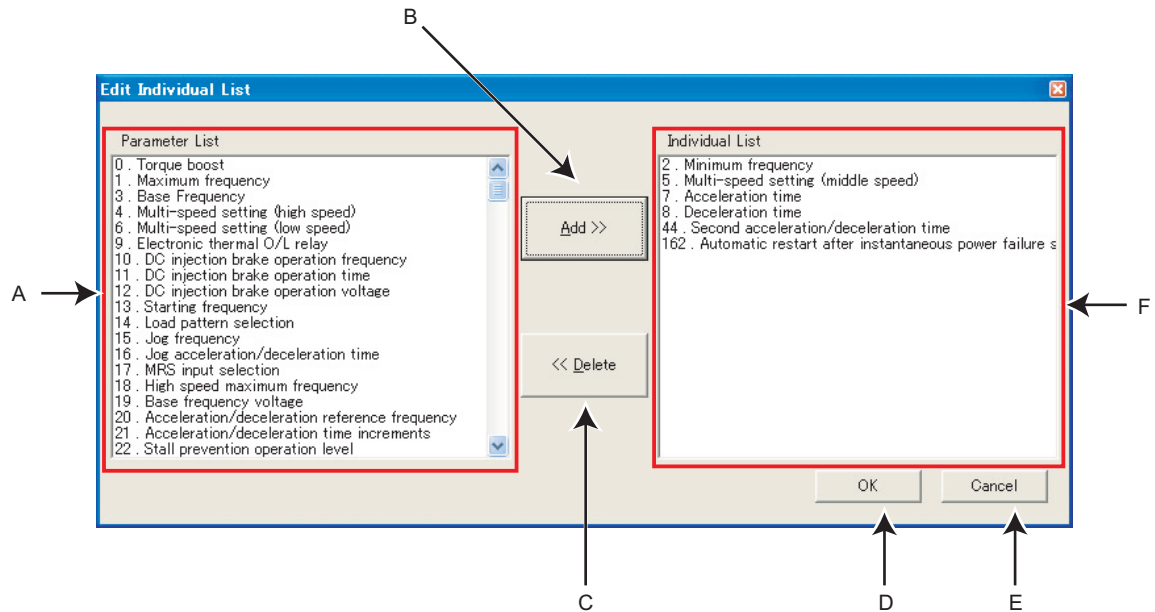 B
Edit Individual List
Parameter List
0 . Torque boost
1 . Maximum frequency
3 . Base Frequency
4 . Multi-speed setting (high speed)
6 . Multi-speed setting (low speed)
9 . Electronic thermal O/L relay
10 . DC injection brake operation frequency
11 . DC injection brake operation time
12 . DC injection brake operation voltage
13 . Starting frequency
14 . Load pattern selection
15 . Jog frequency
16 . Jog acceleration/deceleration time
17 . MRS input selection
18 . High speed maximum frequency
19 . Base frequency voltage
20 . Acceleration/deceleration reference frequency
21 . Acceleration/deceleration time increments
22 . Stall prevention operation level
Add >>
<< Delete
Individual List
2 . Minimum frequency
5 . Multi-speed setting (middle speed)
7 . Acceleration time
8 . Deceleration time
44 . Second acceleration/deceleration time
162 . Automatic restart after instantaneous power failure s
A
F
OK
Cancel
C
D
E